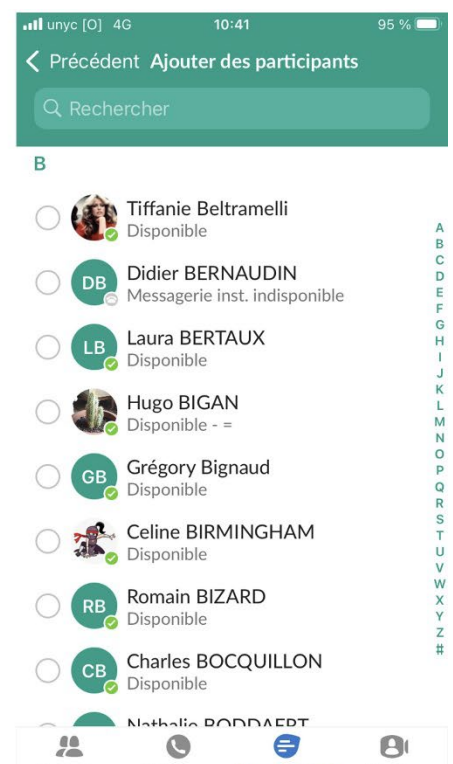 unyc [O] 4G 10:41 95 %
Précédent Ajouter des participants
Rechercher
B
Tiffanie Beltramelli
Disponible
DB
Didier BERNAUDIN
Messagerie inst. indisponible
LB
Laura BERTAUX
Disponible
Hugo BIGAN
Disponible - =
GB
Grégory Bignaud
Disponible
Celine BIRMINGHAM
Disponible
RB
Romain BIZARD
Disponible
CB
Charles BOCQUILLON
Disponible
Nathalie BODDAERT
A
B
C
D
E
F
G
H
I
J
K
L
M
N
O
P
Q
R
S
T
U
V
W
X
Y
Z
#